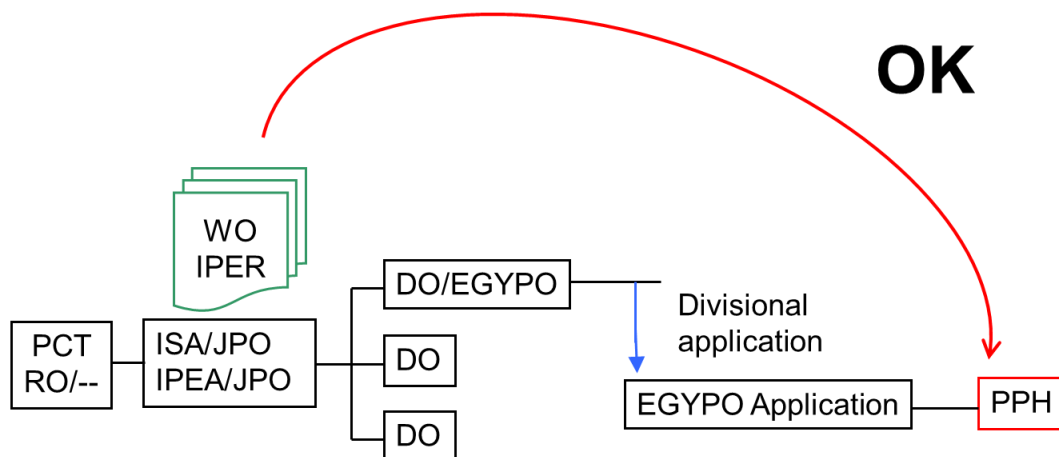 OK
WO
IPER
DO/EGYPO
Divisional
application
PCT
RO/--
ISA/JPO
IPEA/JPO
DO
EGYPO Application
PPH
DO